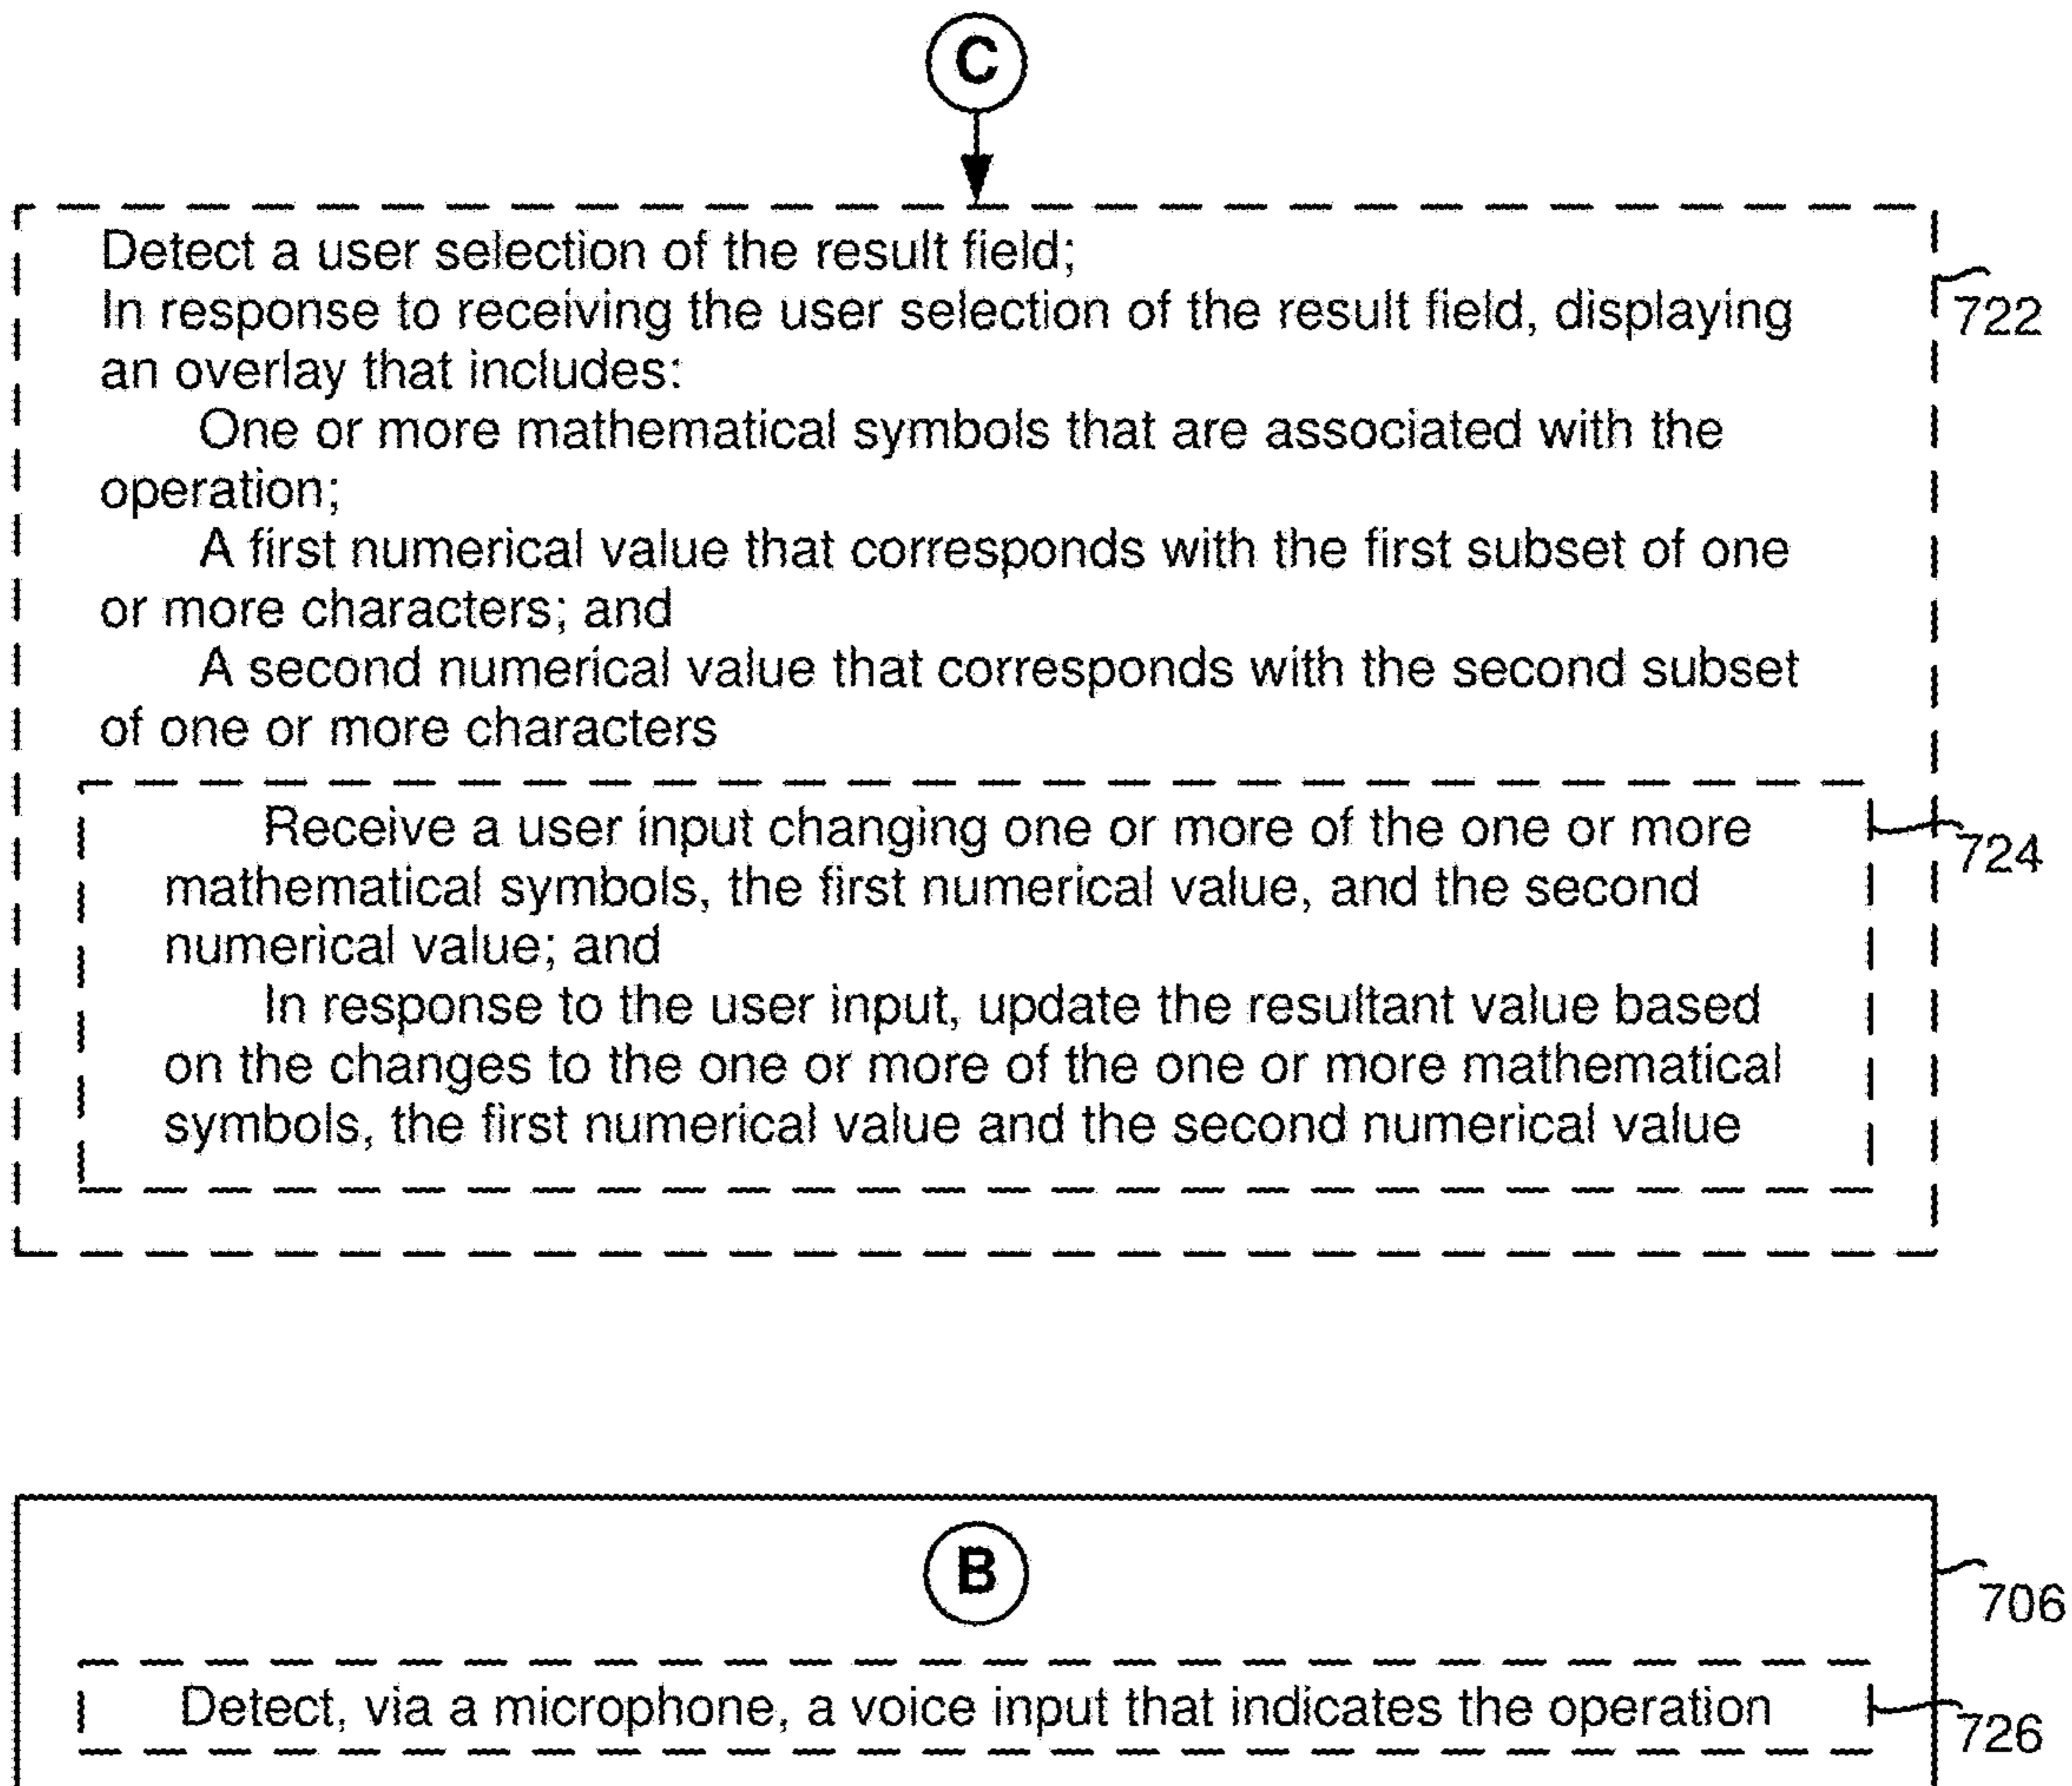 C
Detect a user selection of the result field;
In response to receiving the user selection of the result field, displaying
722
an overlay that includes:
One or more mathematical symbols that are associated with the
operation;
A first numerical value that corresponds with the first subset of one
or more characters; and
A second numerical value that corresponds with the second subset
of one or more characters
Receive a user input changing one or more of the one or more
724
mathematical symbols, the first numerical value, and the second
numerical value; and
In response to the user input, update the resultant value based
on the changes to the one or more of the one or more mathematical
symbols, the first numerical value and the second numerical value
B
706
Detect, via a microphone, a voice input that indicates the operation
726